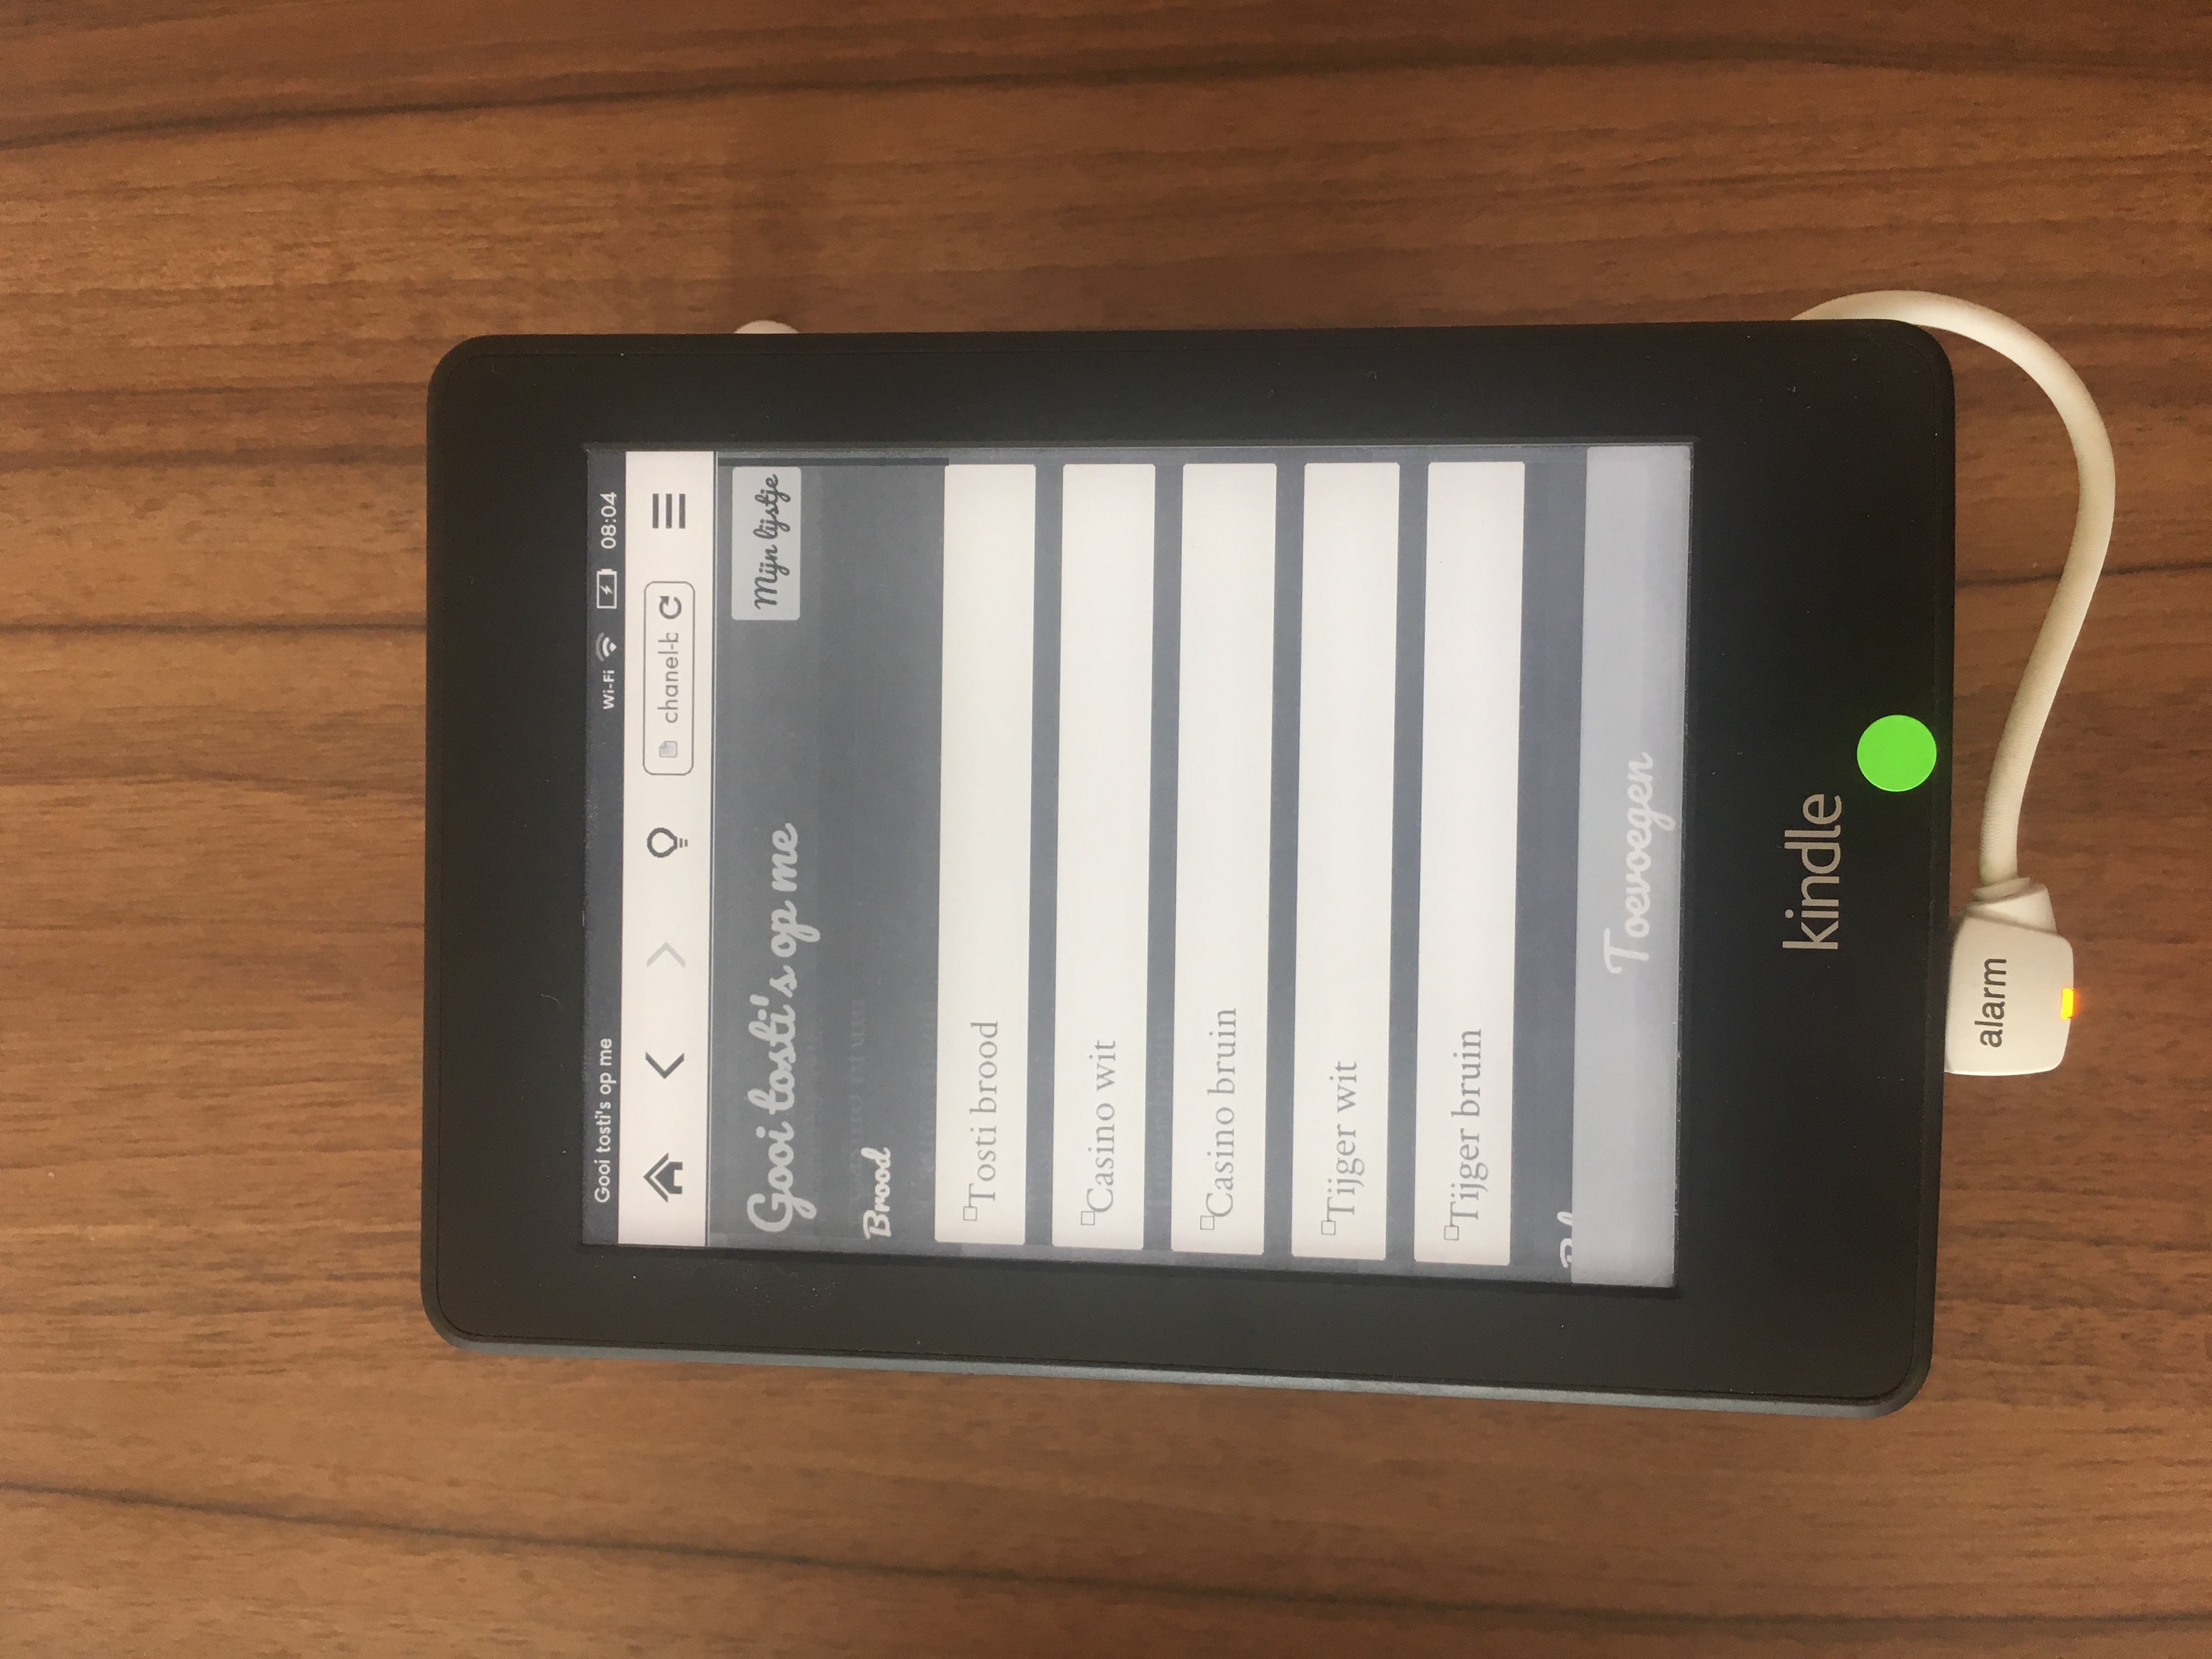 Gooi tosti's op me
Wi-Fi 08:04
chanel-b
Gooi tosti's op me
Mijn lijstje
Brood
Tosti brood
Casino wit
Casino bruin
Tijger wit
Tijger bruin
Toevoegen
kindle
alarm